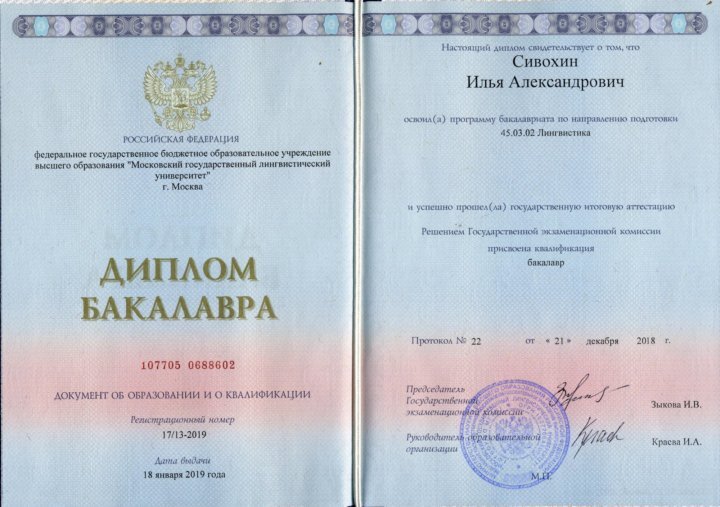 РОССИЙСКАЯ ФЕДЕРАЦИЯ
федеральное государственное бюджетное образовательное учреждение
высшего образования "Московский государственный лингвистический
университет"
г. Москва
ДИПЛОМ
БАКАЛАВРА
107705 0688602
ДОКУМЕНТ ОБ ОБРАЗОВАНИИ И О КВАЛИФИКАЦИИ
Регистрационный номер
17/13-2019
Дата выдачи
18 января 2019 года
Настоящий диплом свидетельствует о том, что
Сивохин
Илья Александрович
освоил(а) программу бакалавриата по направлению подготовки
45.03.02 Лингвистика
и успешно прошел(ла) государственную итоговую аттестацию
Решением Государственной экзаменационной комиссии
присвоена квалификация
бакалавр
Протокол № 22 от « 21 » декабря 2018 г.
Председатель
Государственной
экзаменационной комиссии
Зыкова И.В.
Руководитель образовательной
организации
Краева И.А.
М.П.